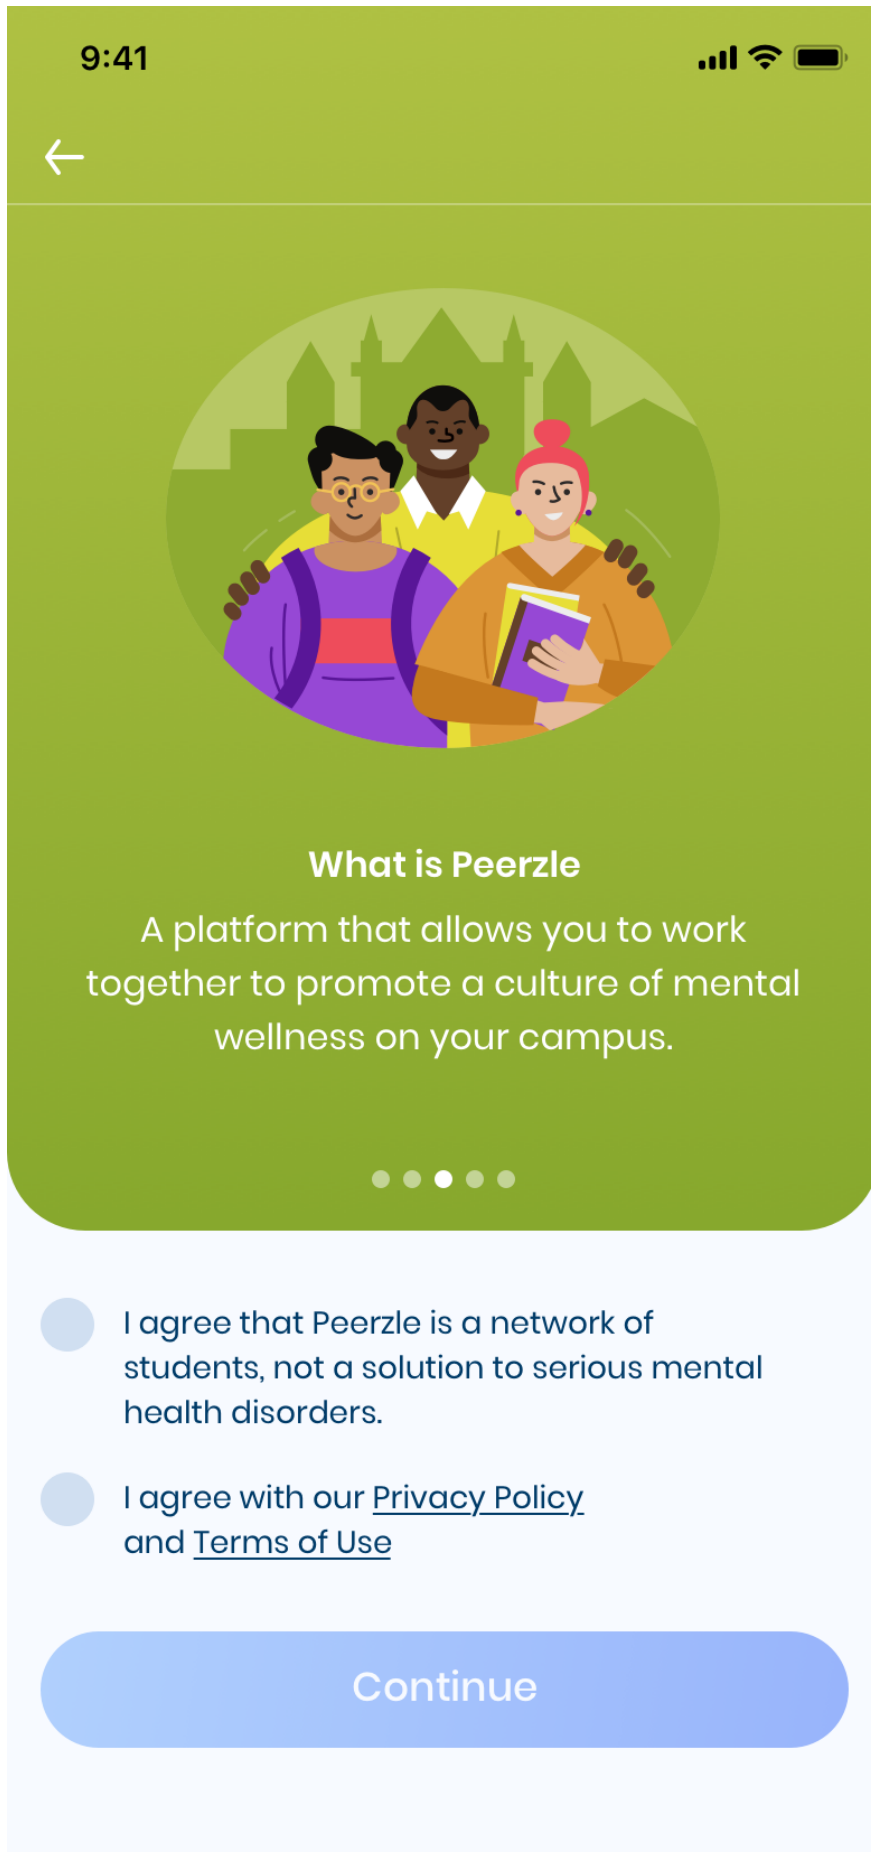 9:41
What is Peerzle
A platform that allows you to work
together to promote a culture of mental
wellness on your campus.
I agree that Peerzle is a network of
students, not a solution to serious mental
health disorders.
I agree with our Privacy Policy
and Terms of Use
Continue